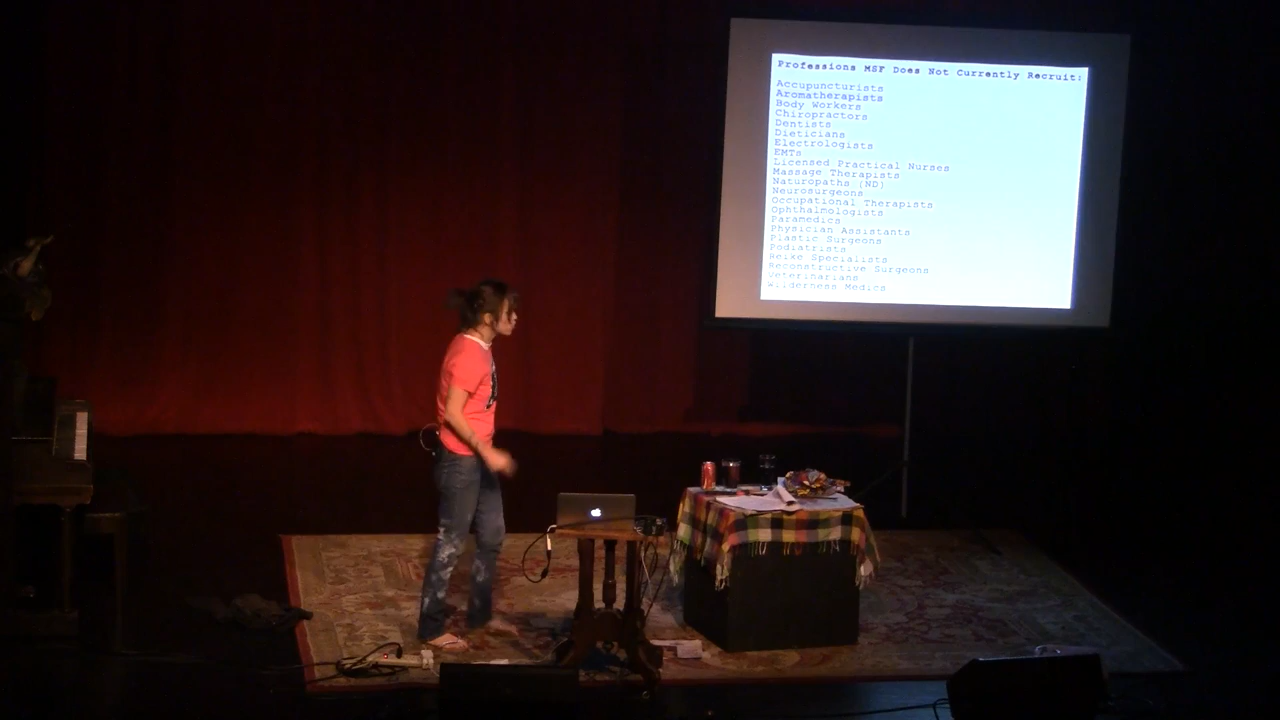 Professions MSF Does Not Currently Recruit:
Accupuncturists
Aromatherapists
Body Workers
Chiropractors
Dentists
Dieticians
Electrologists
EMTs
Licensed Practical Nurses
Massage Therapists
Naturopaths (ND)
Neurosurgeons
Occupational Therapists
Ophthalmologists
Paramedics
Physician Assistants
Plastic Surgeons
Podiatrists
Reike Specialists
Reconstructive Surgeons
Veterinarians
Wilderness Medics